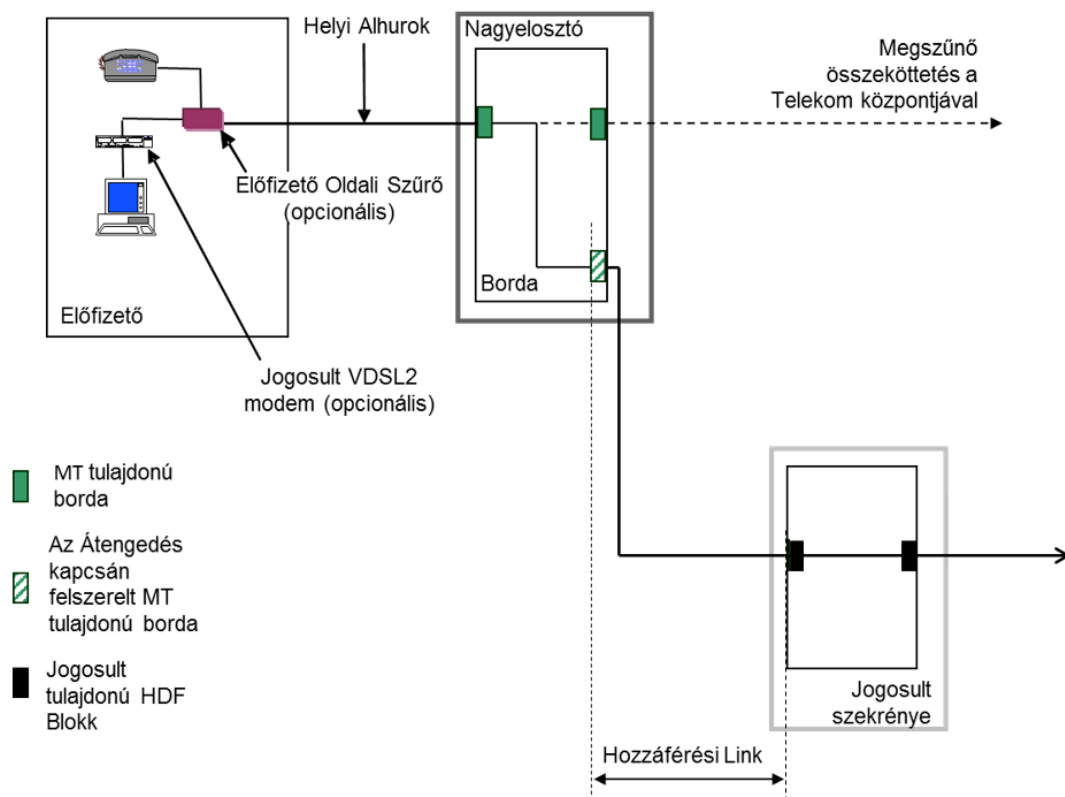 Helyi Alhurok
Nagyelosztó
Megszűnő
összeköttetés a
Telekom központjával
Előfizető Oldali Szűrő
(opcionális)
Borda
Előfizető
Jogosult VDSL2
modem (opcionális)
MT tulajdonú
borda
Az Átengedés
kapcsán
felszerelt MT
tulajdonú borda
Jogosult
tulajdonú HDF
Blokk
Jogosult
szekrénye
Hozzáférési Link